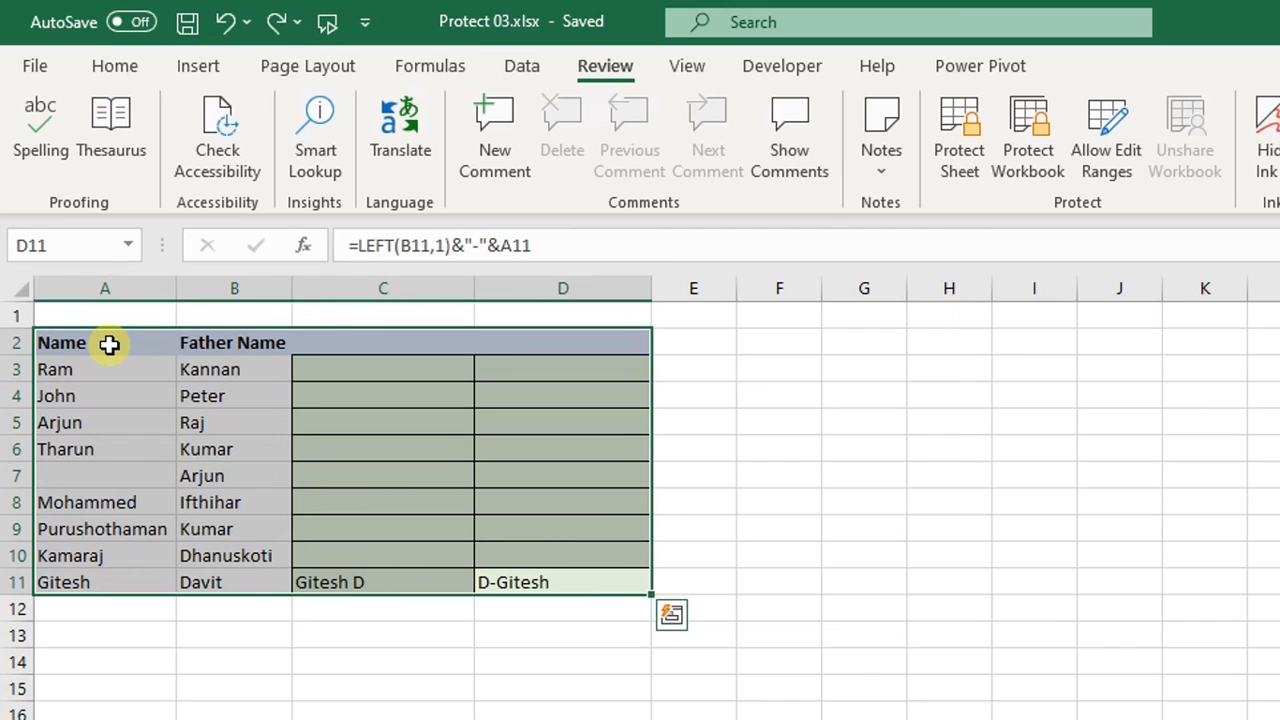 AutoSave Off Protect 03.xlsx - Saved Search
File Home Insert Page Layout Formulas Data Review View Developer Help Power Pivot
abc
Spelling Thesaurus Check Accessibility Smart Lookup Translate New Comment Delete Previous Comment Next Comment Show Comments Notes Protect Sheet Protect Workbook Allow Edit Ranges Unshare Workbook Hid Ink
Proofing Accessibility Insights Language Comments Notes Protect Ink
D11 fx =LEFT(B11,1)&"-"&A11
A B C D E F G H I J K
1
2 Name Father Name
3 Ram Kannan
4 John Peter
5 Arjun Raj
6 Tharun Kumar
7 Arjun
8 Mohammed Ifthihar
9 Purushothaman Kumar
10 Kamaraj Dhanuskoti
11 Gitesh Davit Gitesh D D-Gitesh
12
13
14
15
16